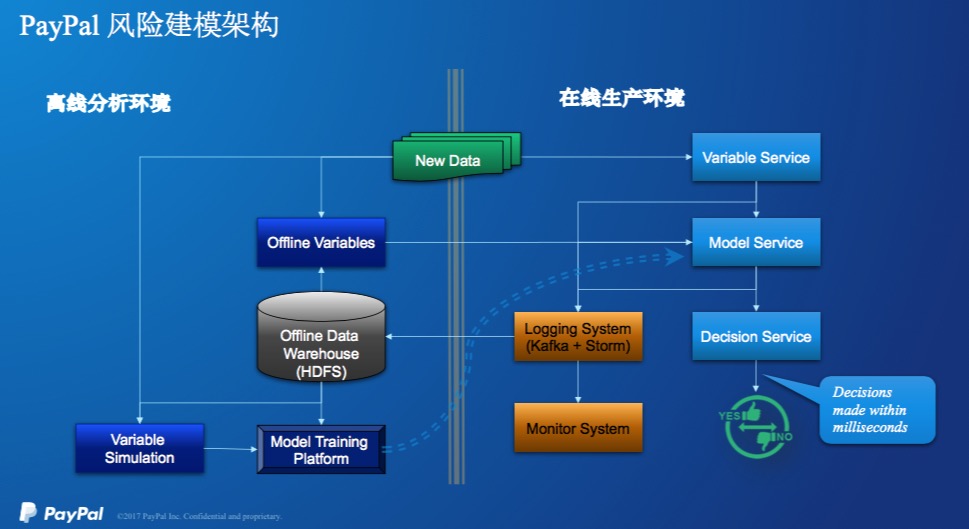 PayPal 风险建模架构
离线分析环境
在线生产环境
New Data
Variable Service
Offline Variables
Model Service
Offline Data
Warehouse
(HDFS)
Logging System
(Kafka + Storm)
Decision Service
Decisions
made within
milliseconds
YES
NO
Variable
Simulation
Model Training
Platform
Monitor System
PayPal
©2017 PayPal Inc. Confidential and proprietary.